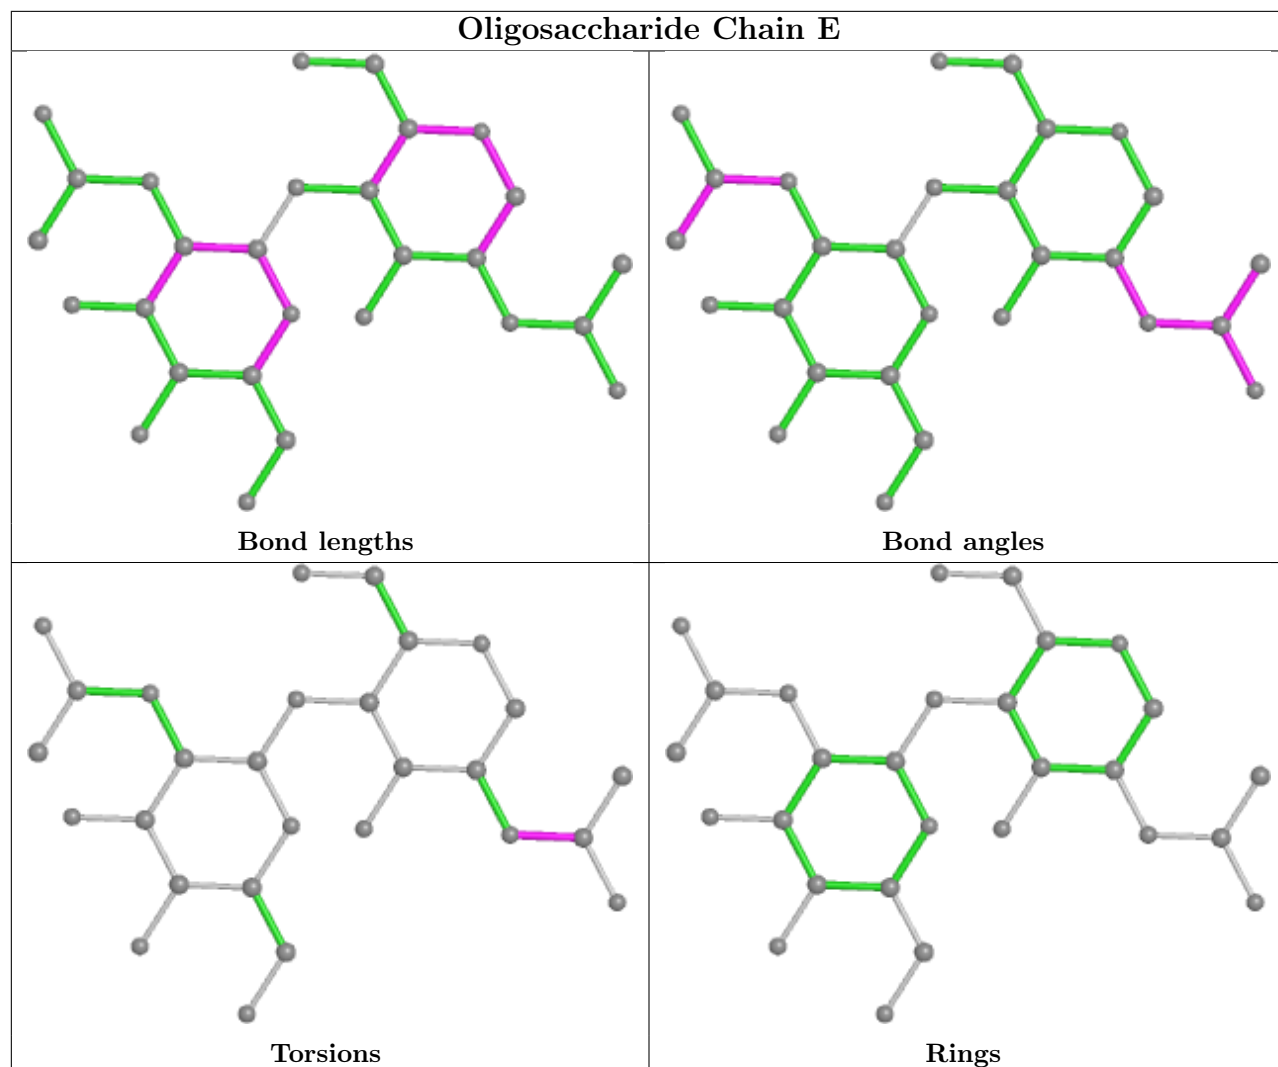 Oligosaccharide Chain E
Bond lengths
Bond angles
Torsions
Rings